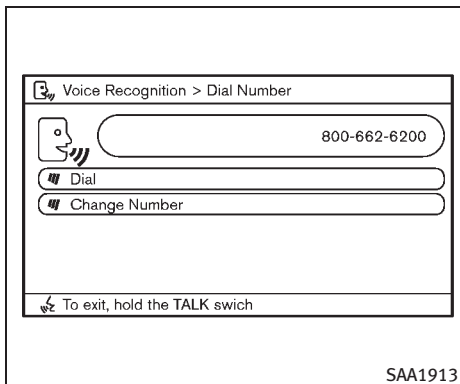 Voice Recognition > Dial Number
800-662-6200
Dial
Change Number
To exit, hold the TALK swich
SAA1913